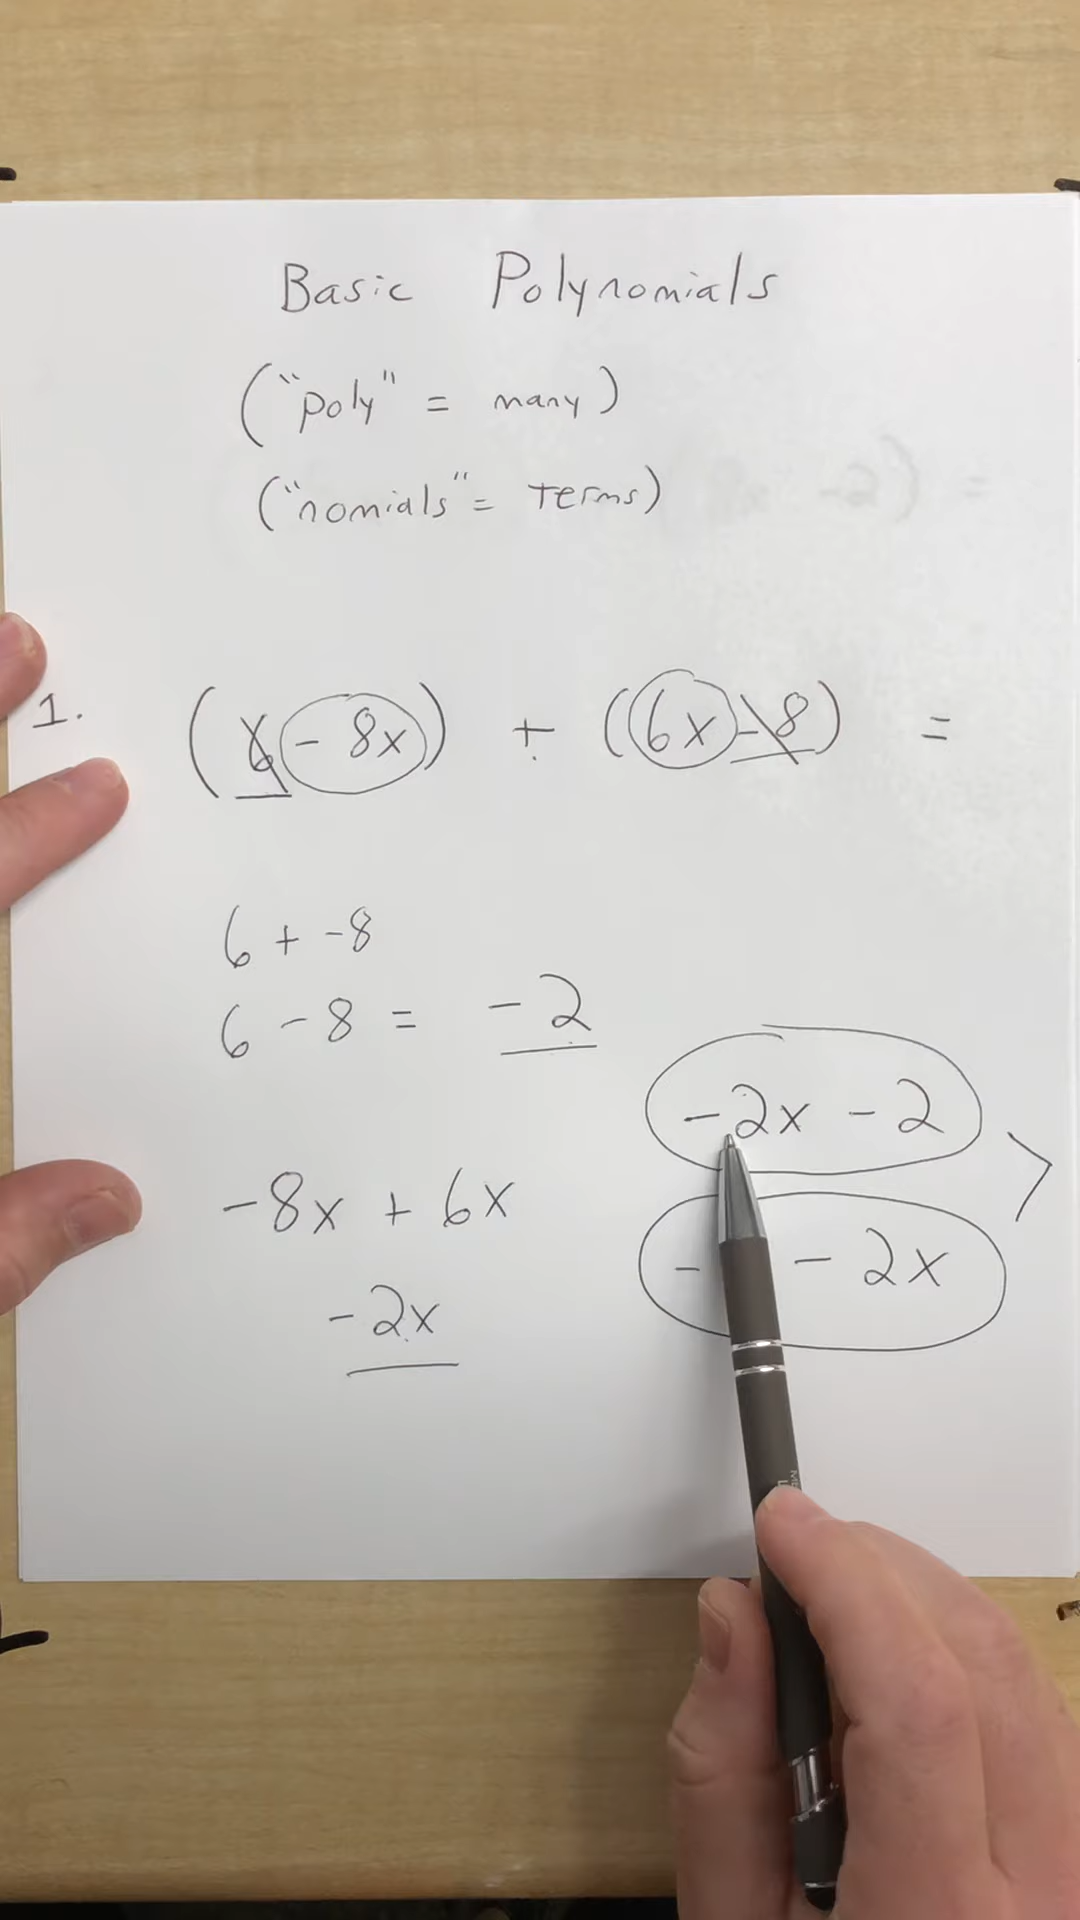 Basic Polynomials
("poly" = many)
("nomials" = terms)
1. (6 - 8x) + (6x - 8) =
6 + -8
6 - 8 = -2
-2x - 2
-8x + 6x
- - 2x
-2x